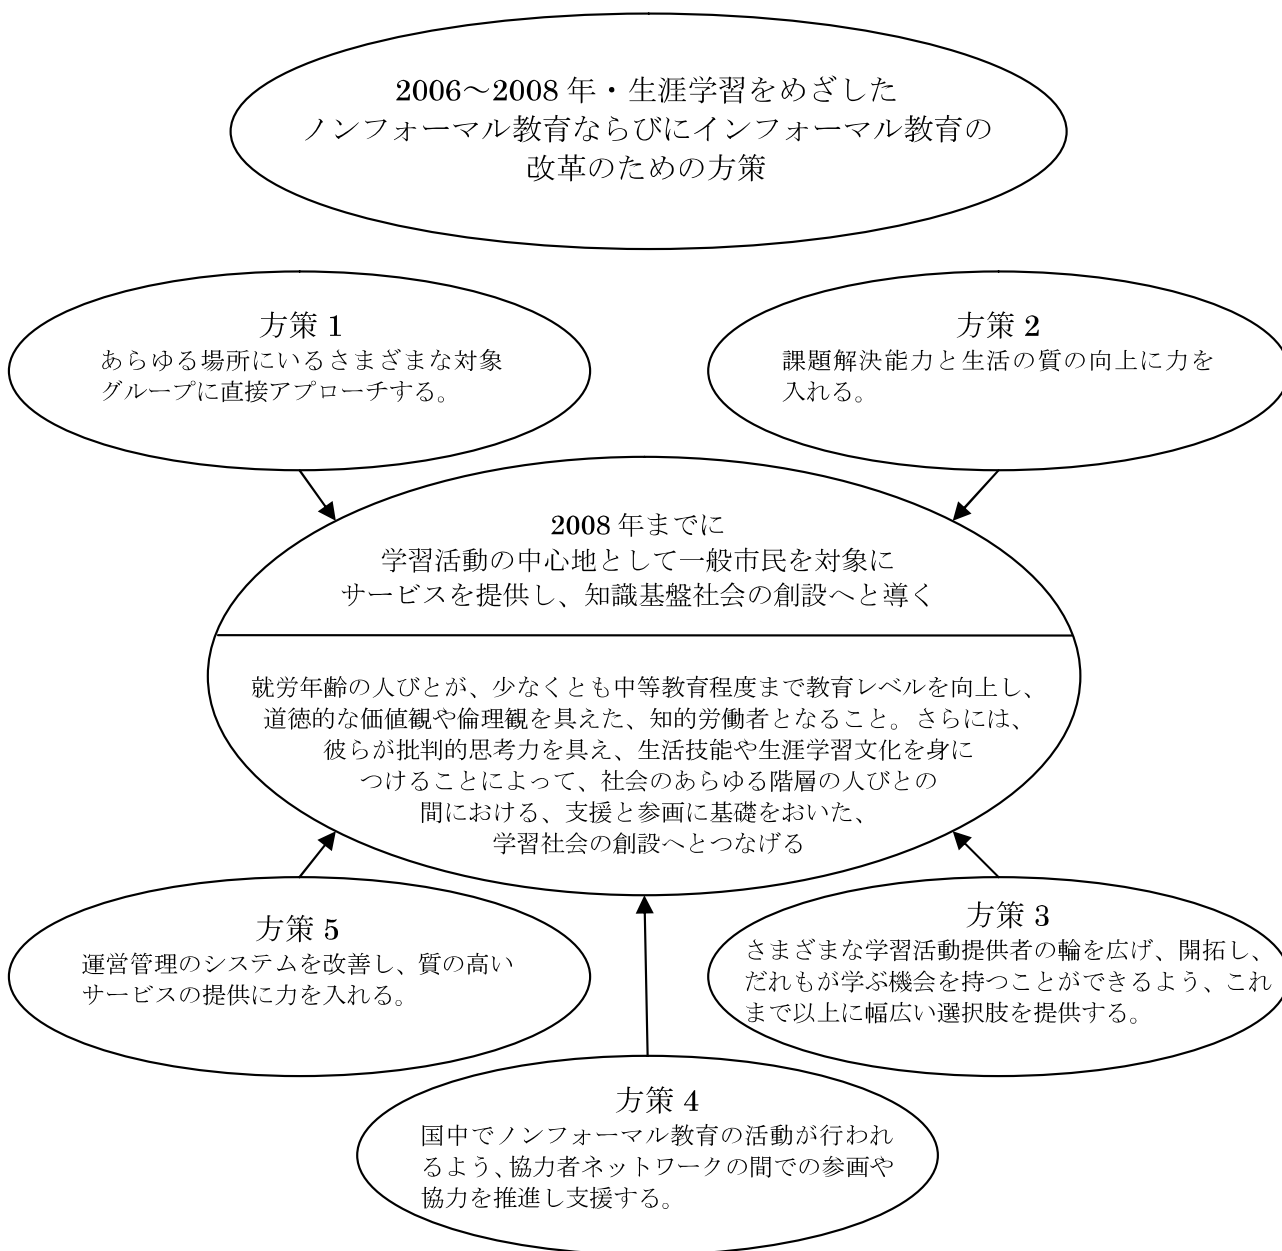 2006～2008 年・生涯学習をめざした
ノンフォーマル教育ならびにインフォーマル教育の
改革のための方策
方策 1
あらゆる場所にいるさまざまな対象
グループに直接アプローチする。
方策 2
課題解決能力と生活の質の向上に力を
入れる。
2008 年までに
学習活動の中心地として一般市民を対象に
サービスを提供し、知識基盤社会の創設へと導く
就労年齢の人びとが、少なくとも中等教育程度まで教育レベルを向上し、
道徳的な価値観や倫理観を具えた、知的労働者となること。さらには、
彼らが批判的思考力を具え、生活技能や生涯学習文化を身に
つけることによって、社会のあらゆる階層の人びとの
間における、支援と参画に基礎をおいた、
学習社会の創設へとつなげる
方策 5
運営管理のシステムを改善し、質の高い
サービスの提供に力を入れる。
方策 3
さまざまな学習活動提供者の輪を広げ、開拓し、
だれもが学ぶ機会を持つことができるよう、これ
まで以上に幅広い選択肢を提供する。
方策 4
国中でノンフォーマル教育の活動が行われ
るよう、協力者ネットワークの間での参画や
協力を推進し支援する。